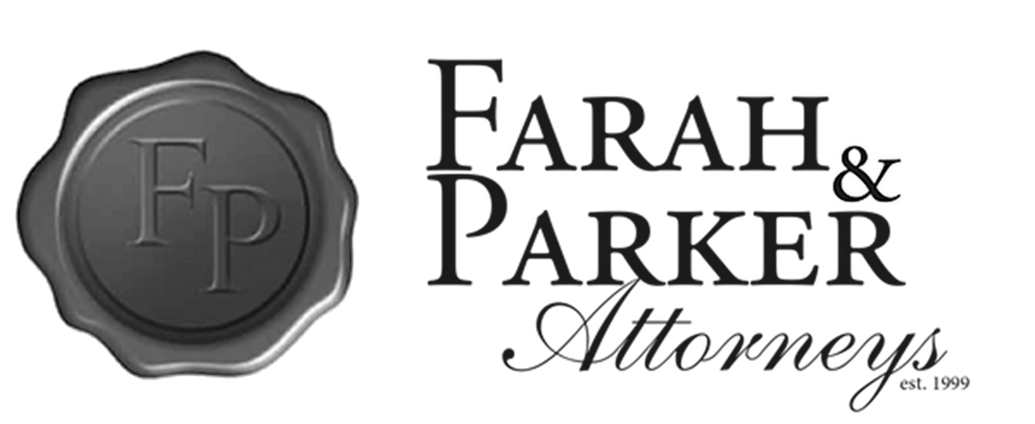 FP
FARAH
&
PARKER
Attorneys
est. 1999